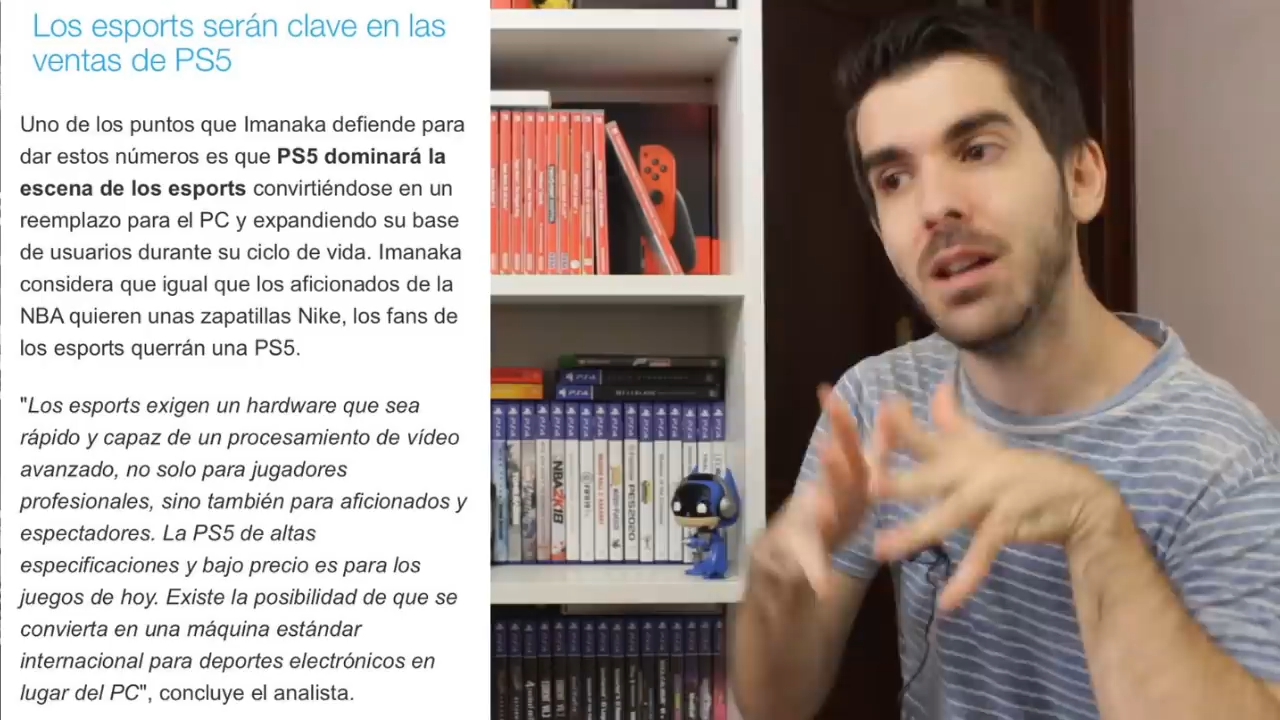 Los esports serán clave en las
ventas de PS5
Uno de los puntos que Imanaka defiende para
dar estos números es que PS5 dominará la
escena de los esports convirtiéndose en un
reemplazo para el PC y expandiendo su base
de usuarios durante su ciclo de vida. Imanaka
considera que igual que los aficionados de la
NBA quieren unas zapatillas Nike, los fans de
los esports querrán una PS5.
"Los esports exigen un hardware que sea
rápido y capaz de un procesamiento de vídeo
avanzado, no solo para jugadores
profesionales, sino también para aficionados y
espectadores. La PS5 de altas
especificaciones y bajo precio es para los
juegos de hoy. Existe la posibilidad de que se
convierta en una máquina estándar
internacional para deportes electrónicos en
lugar del PC", concluye el analista.
PS4
PS4
NBA2K18
PES2020